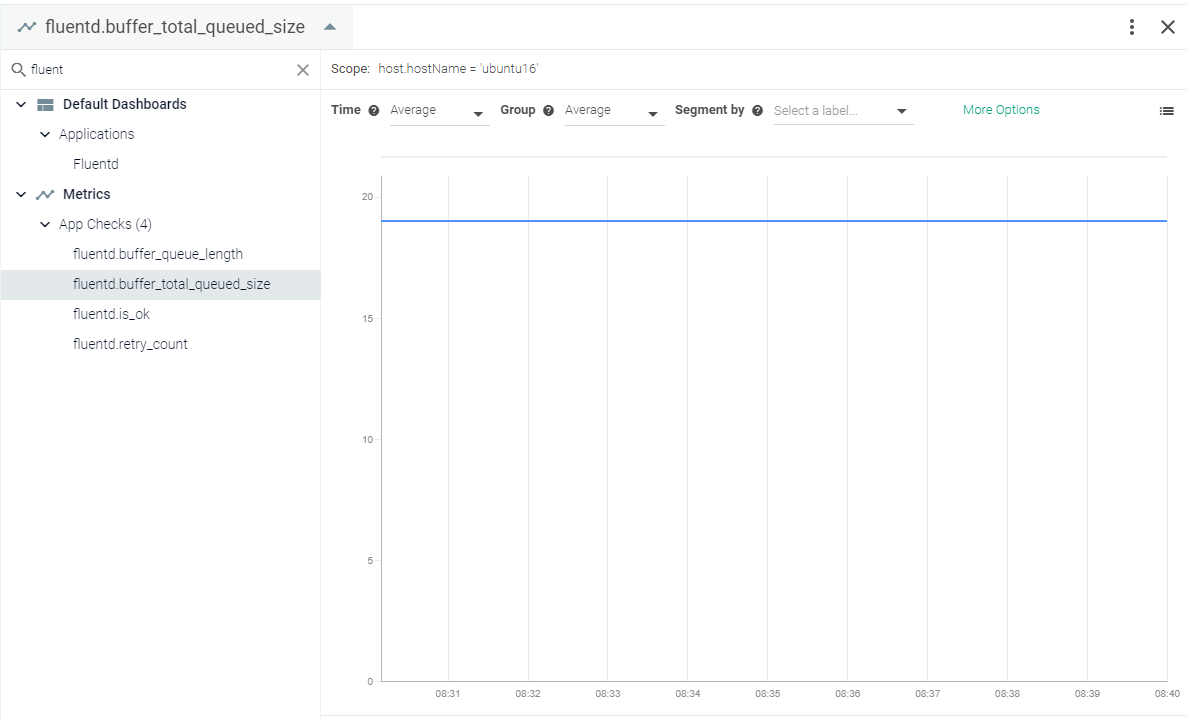 fluentd.buffer_total_queued_size
fluent
Scope: host.hostName = 'ubuntu16'
Default Dashboards
Applications
Fluentd
Metrics
App Checks (4)
fluentd.buffer_queue_length
fluentd.buffer_total_queued_size
fluentd.is_ok
fluentd.retry_count
Time ? Average Group ? Average Segment by ? Select a label... More Options
20
15
10
5
0
08:31 08:32 08:33 08:34 08:35 08:36 08:37 08:38 08:39 08:40